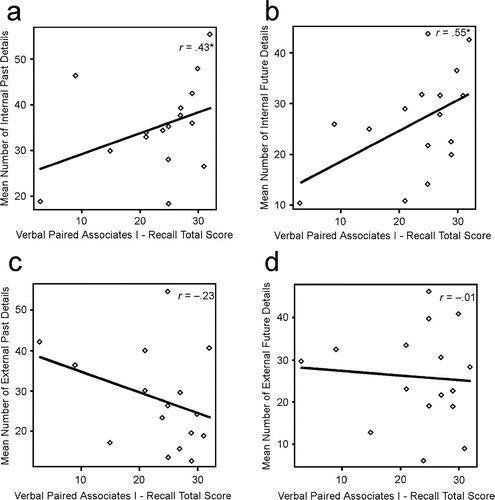 a
r = .43*
Mean Number of Internal Past Details
50
40
30
20
10
20
30
Verbal Paired Associates I - Recall Total Score
b
r = .55*
Mean Number of Internal Future Details
40
30
20
10
10
20
30
Verbal Paired Associates I - Recall Total Score
c
r = –.23
Mean Number of External Past Details
50
40
30
20
10
20
30
Verbal Paired Associates I - Recall Total Score
d
r = –.01
Mean Number of External Future Details
40
30
20
10
10
20
30
Verbal Paired Associates I - Recall Total Score